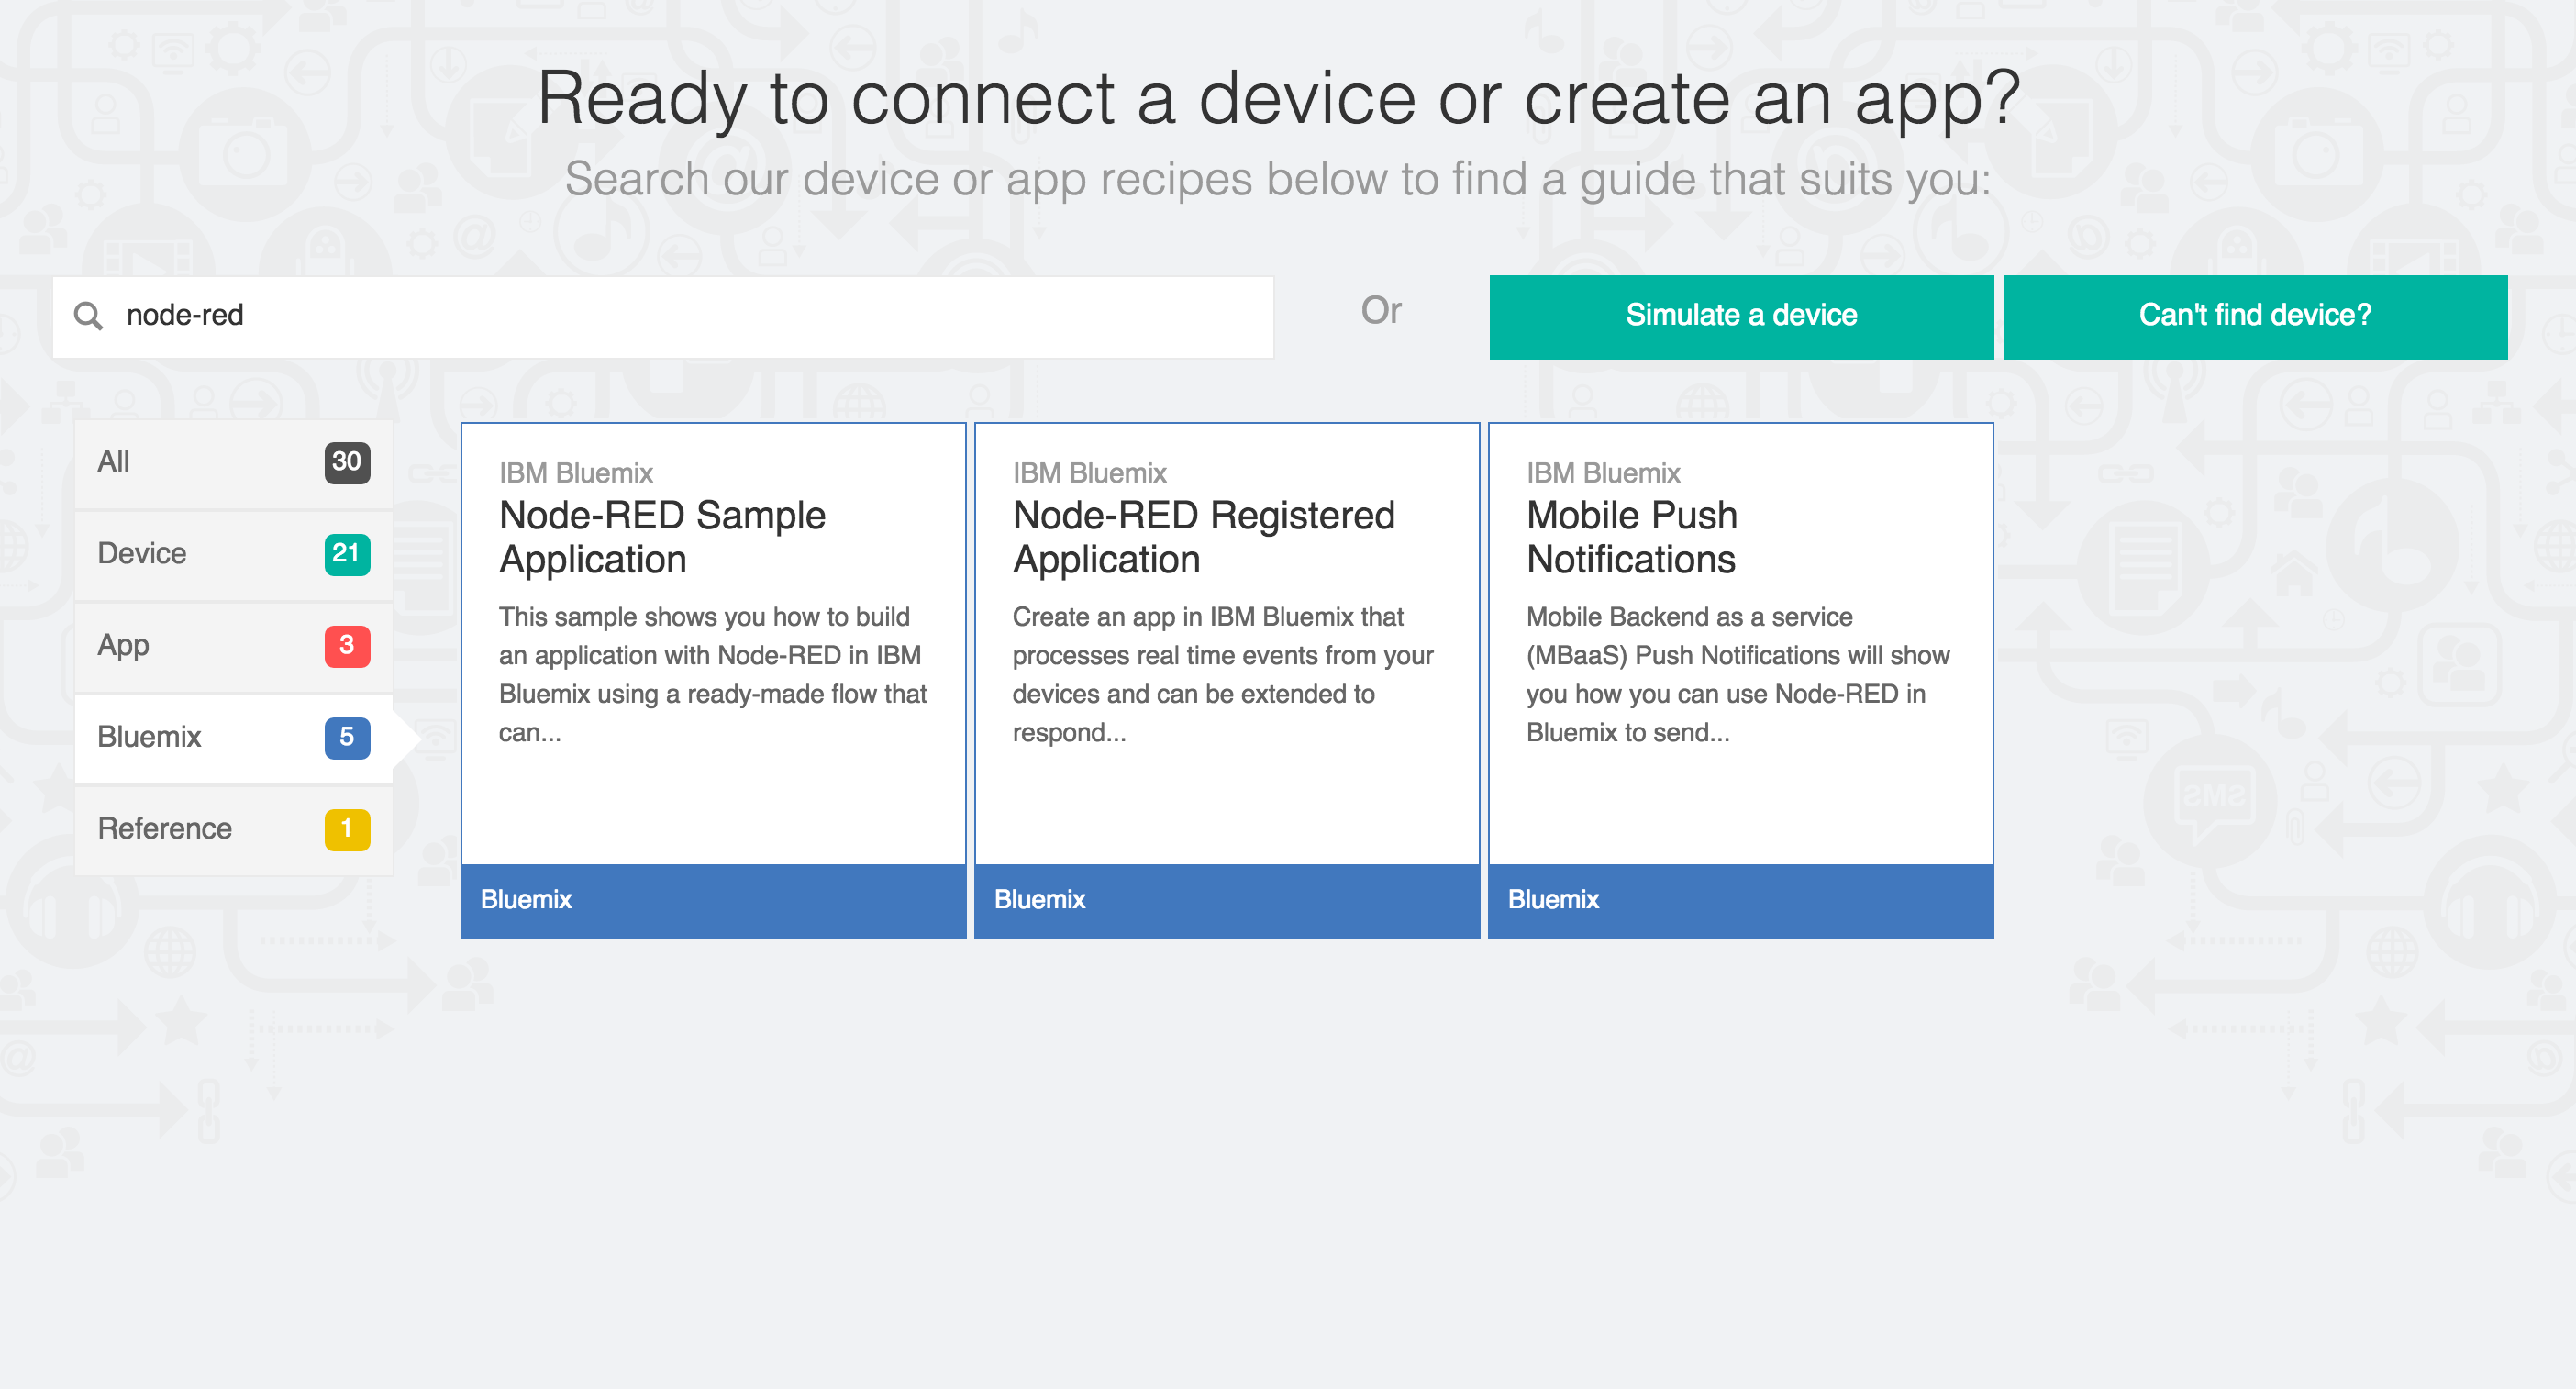 Ready to connect a device or create an app?
Search our device or app recipes below to find a guide that suits you:
node-red
Or
Simulate a device
Can't find device?
All 30
Device 21
App 3
Bluemix 5
Reference 1
IBM Bluemix
Node-RED Sample
Application
This sample shows you how to build
an application with Node-RED in IBM
Bluemix using a ready-made flow that
can...
Bluemix
IBM Bluemix
Node-RED Registered
Application
Create an app in IBM Bluemix that
processes real time events from your
devices and can be extended to
respond...
Bluemix
IBM Bluemix
Mobile Push
Notifications
Mobile Backend as a service
(MBaaS) Push Notifications will show
you how you can use Node-RED in
Bluemix to send...
Bluemix
SMS